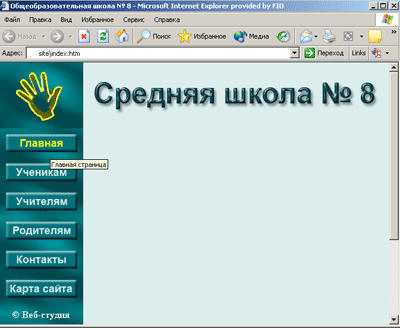 Общеобразовательная школа № 8 - Microsoft Internet Explorer provided by FIO
Файл Правка Вид Избранное Сервис Справка
Назад Поиск Избранное Медиа
Адрес: site\index.htm Переход Links
Средняя школа № 8
Главная
Главная страница
Ученикам
Учителям
Родителям
Контакты
Карта сайта
© Веб-студия